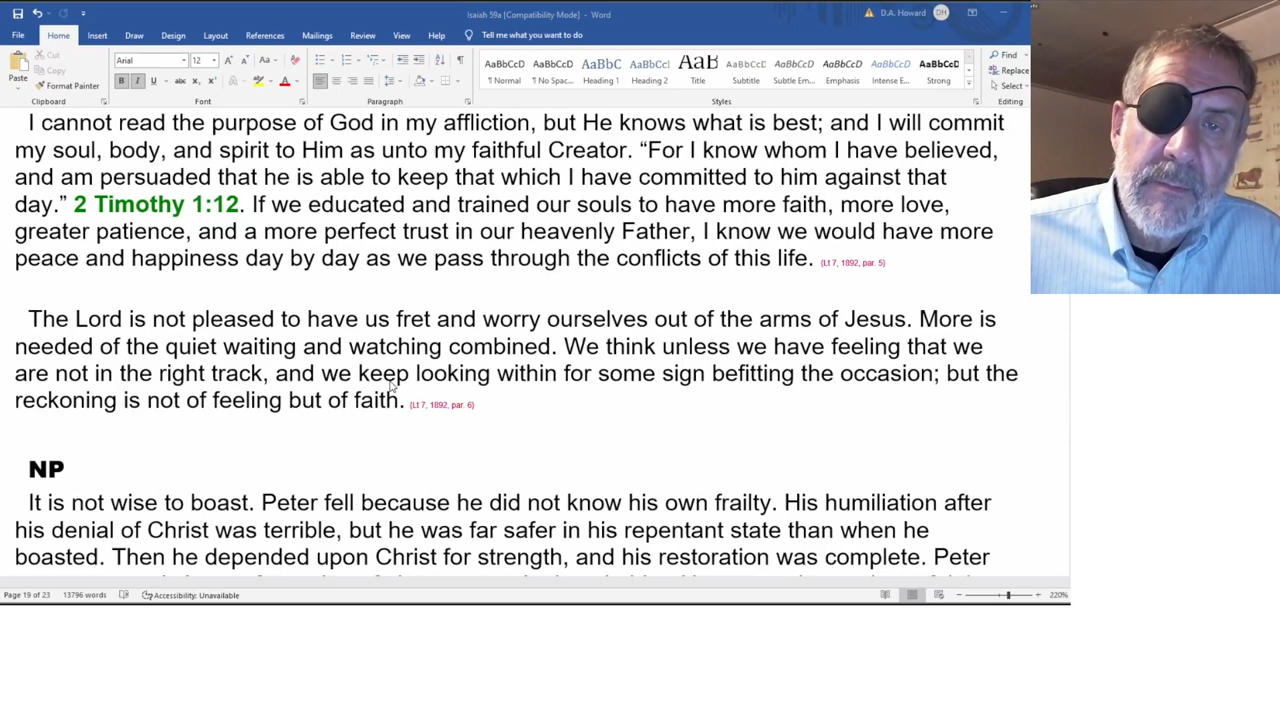 Isaiah 59a [Compatibility Mode] - Word
D.A. Howard
DH
File Home Insert Draw Design Layout References Mailings Review View Help Tell me what you want to do
Paste
Cut
Copy
Format Painter
Clipboard
Arial 12
Font
Paragraph
AaBbCcD AaBbCcD AaBbC AaBbCcL AaB AaBbCcD AaBbCcD AaBbCcD AaBbCcD AaBbCcD
¶ Normal ¶ No Spac... Heading 1 Heading 2 Title Subtitle Subtle Em... Emphasis Intense E... Strong
Styles
Find
Replace
Select
Editing
I cannot read the purpose of God in my affliction, but He knows what is best; and I will commit
my soul, body, and spirit to Him as unto my faithful Creator. “For I know whom I have believed,
and am persuaded that he is able to keep that which I have committed to him against that
day.” 2 Timothy 1:12. If we educated and trained our souls to have more faith, more love,
greater patience, and a more perfect trust in our heavenly Father, I know we would have more
peace and happiness day by day as we pass through the conflicts of this life. {Lt 7, 1892, par. 5}
The Lord is not pleased to have us fret and worry ourselves out of the arms of Jesus. More is
needed of the quiet waiting and watching combined. We think unless we have feeling that we
are not in the right track, and we keep looking within for some sign befitting the occasion; but the
reckoning is not of feeling but of faith. {Lt 7, 1892, par. 6}
NP
It is not wise to boast. Peter fell because he did not know his own frailty. His humiliation after
his denial of Christ was terrible, but he was far safer in his repentant state than when he
boasted. Then he depended upon Christ for strength, and his restoration was complete. Peter
Page 19 of 23 13796 words Accessibility: Unavailable 220%